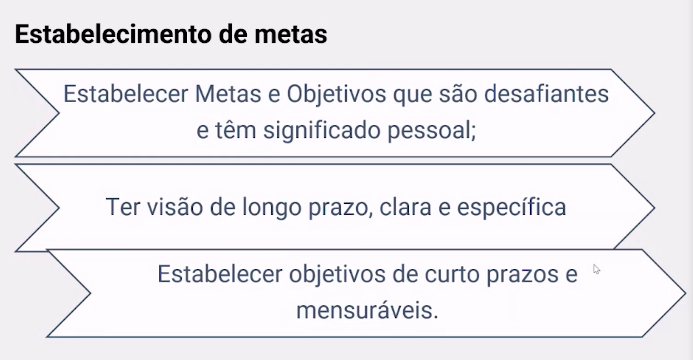 Estabelecimento de metas
Estabelecer Metas e Objetivos que são desafiantes
e têm significado pessoal;
Ter visão de longo prazo, clara e específica
Estabelecer objetivos de curto prazos e
mensuráveis.